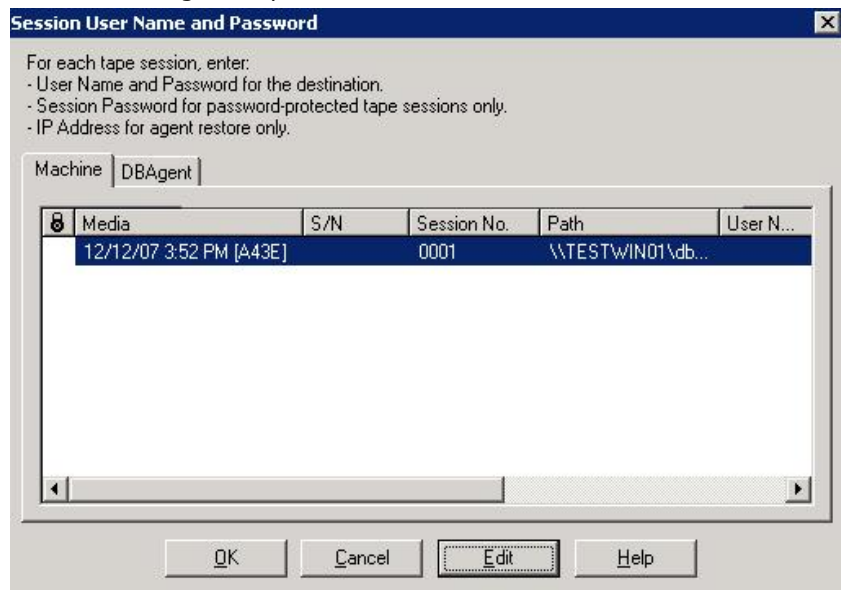 Session User Name and Password
For each tape session, enter:
- User Name and Password for the destination.
- Session Password for password-protected tape sessions only.
- IP Address for agent restore only.
Machine DBAgent
Media S/N Session No. Path User N...
12/12/07 3:52 PM [A43E] 0001 \\TESTWIN01\db...
OK Cancel Edit Help